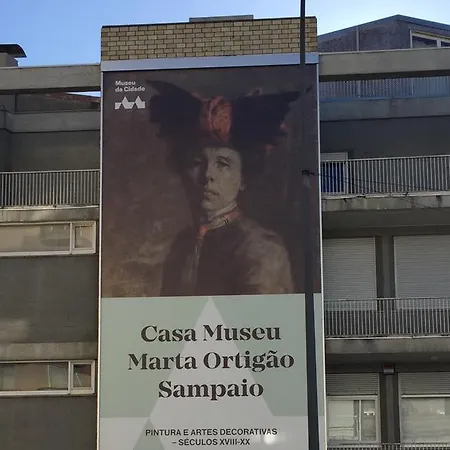 Museu
da Cidade
Casa Museu
Marta Ortigão
Sampaio
PINTURA E ARTES DECORATIVAS
– SÉCULOS XVIII-XX